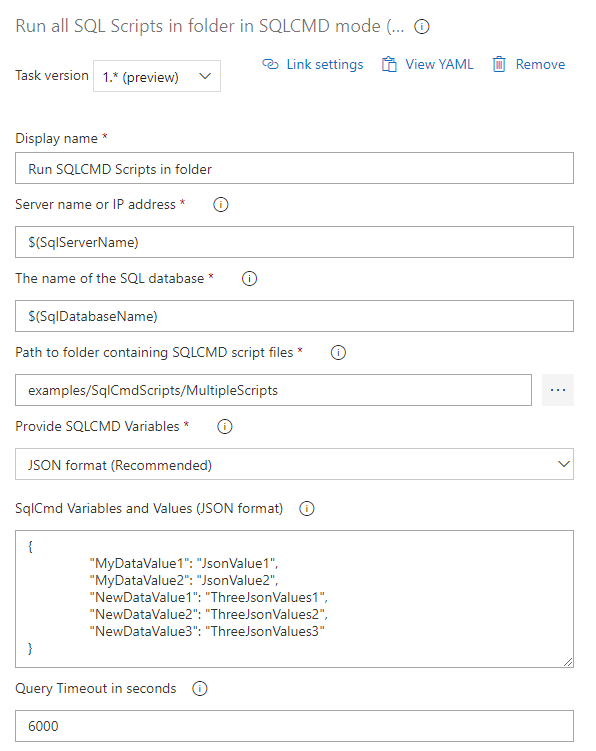 Run all SQL Scripts in folder in SQLCMD mode (...
Task version 1.* (preview) Link settings View YAML Remove
Display name *
Run SQLCMD Scripts in folder
Server name or IP address *
$(SqlServerName)
The name of the SQL database *
$(SqlDatabaseName)
Path to folder containing SQLCMD script files *
examples/SqlCmdScripts/MultipleScripts ...
Provide SQLCMD Variables *
JSON format (Recommended)
SqlCmd Variables and Values (JSON format)
{
"MyDataValue1": "JsonValue1",
"MyDataValue2": "JsonValue2",
"NewDataValue1": "ThreeJsonValues1",
"NewDataValue2": "ThreeJsonValues2",
"NewDataValue3": "ThreeJsonValues3"
}
Query Timeout in seconds
6000